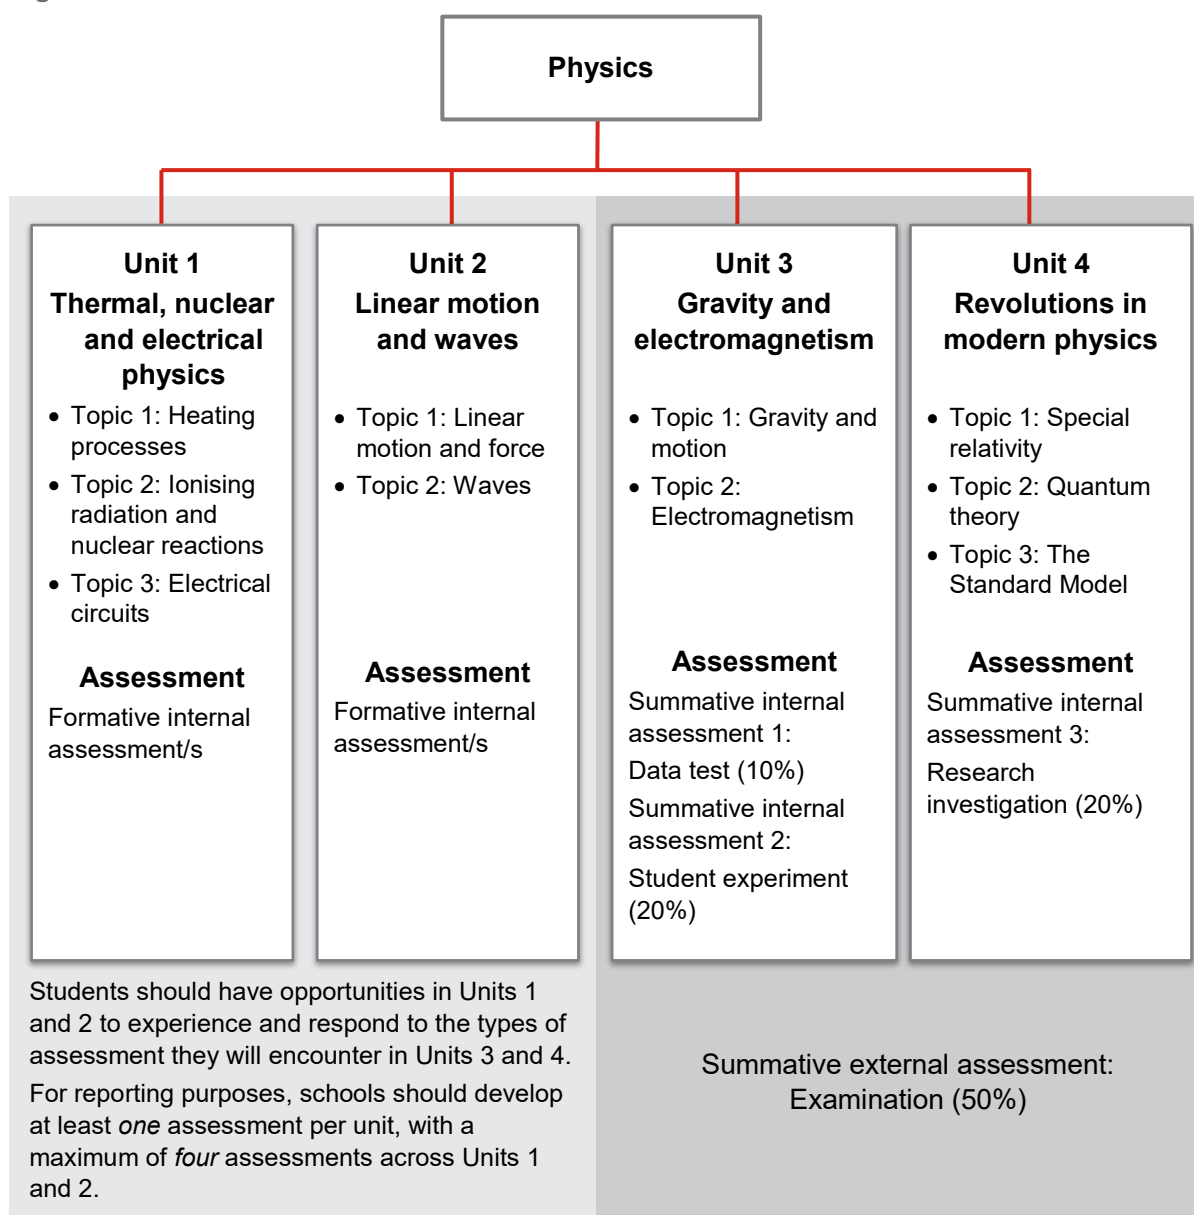 Physics
Unit 1
Thermal, nuclear
and electrical
physics
• Topic 1: Heating
processes
• Topic 2: Ionising
radiation and
nuclear reactions
• Topic 3: Electrical
circuits
Assessment
Formative internal
assessment/s
Unit 2
Linear motion
and waves
• Topic 1: Linear
motion and force
• Topic 2: Waves
Assessment
Formative internal
assessment/s
Unit 3
Gravity and
electromagnetism
• Topic 1: Gravity and
motion
• Topic 2:
Electromagnetism
Assessment
Summative internal
assessment 1:
Data test (10%)
Summative internal
assessment 2:
Student experiment
(20%)
Unit 4
Revolutions in
modern physics
• Topic 1: Special
relativity
• Topic 2: Quantum
theory
• Topic 3: The
Standard Model
Assessment
Summative internal
assessment 3:
Research
investigation (20%)
Students should have opportunities in Units 1
and 2 to experience and respond to the types of
assessment they will encounter in Units 3 and 4.
For reporting purposes, schools should develop
at least one assessment per unit, with a
maximum of four assessments across Units 1
and 2.
Summative external assessment:
Examination (50%)